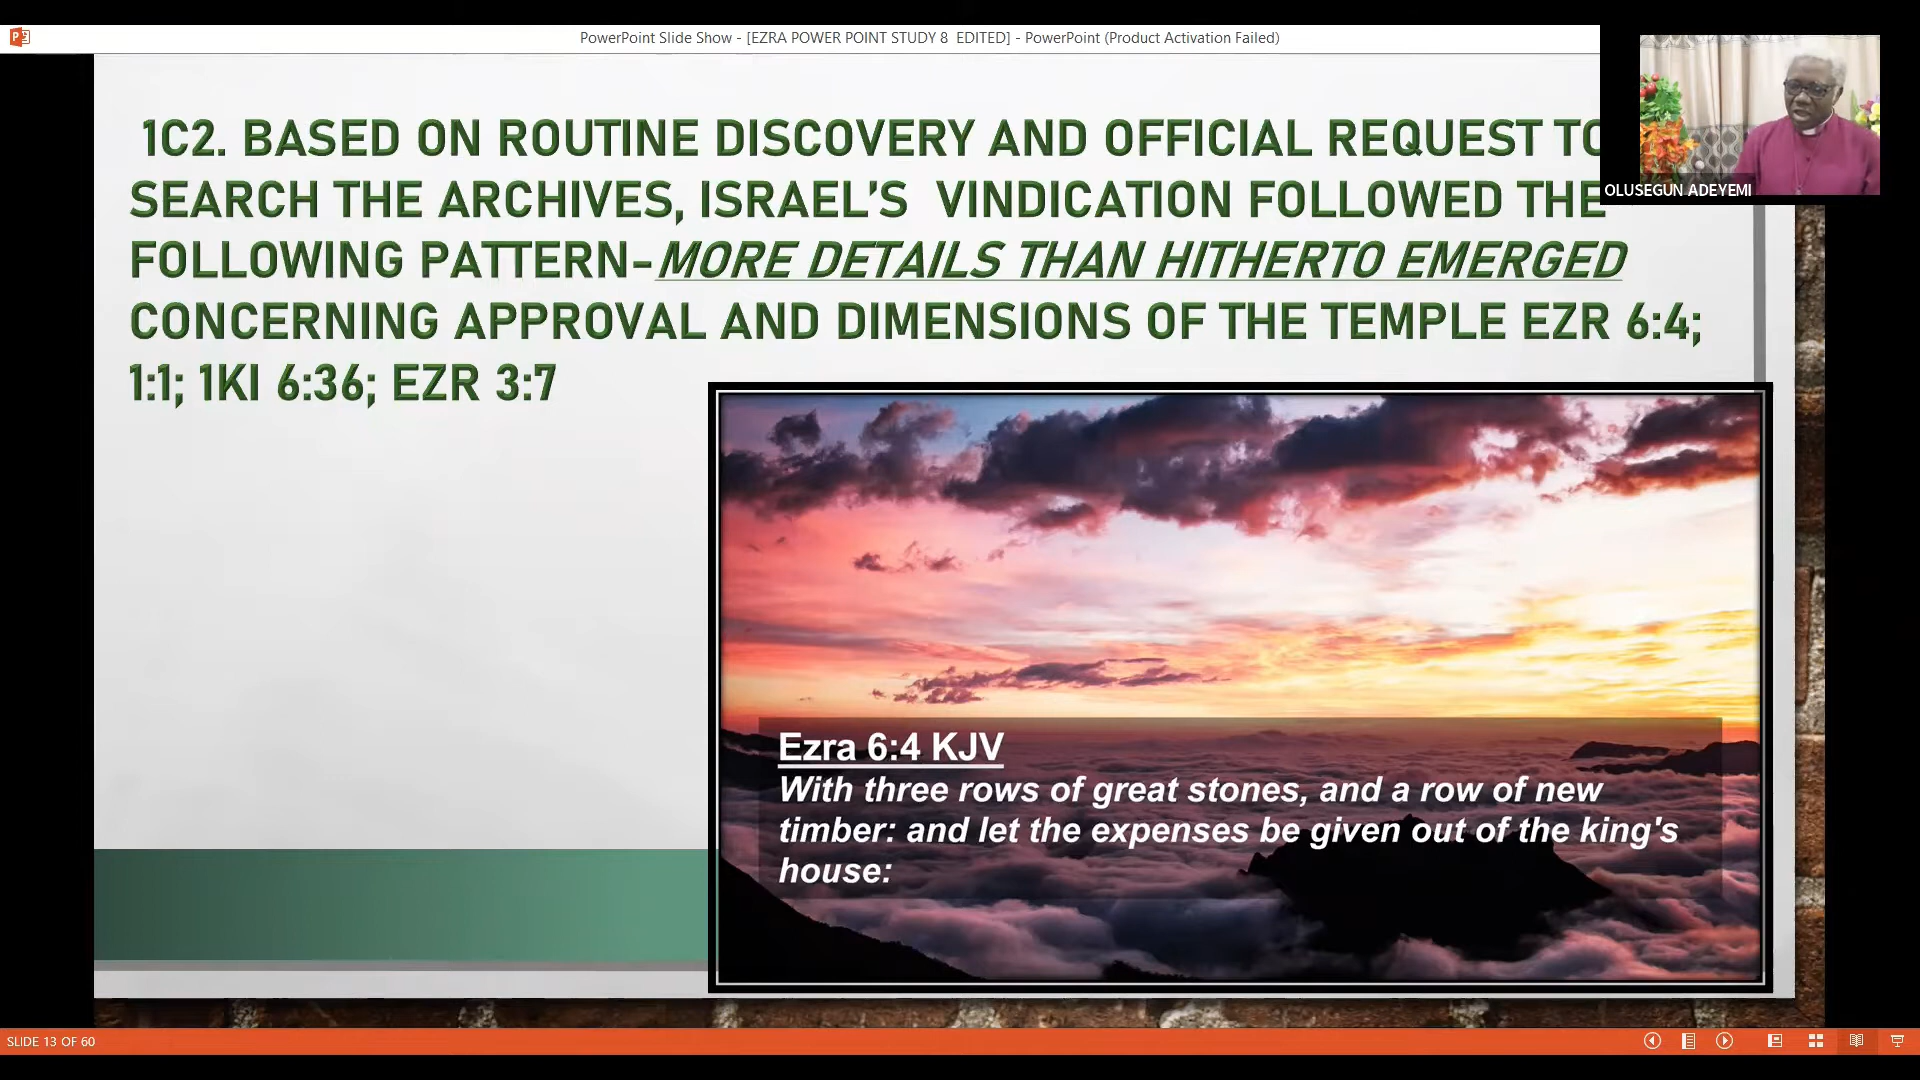 PowerPoint Slide Show - [EZRA POWER POINT STUDY 8  EDITED] - PowerPoint (Product Activation Failed)
1C2. BASED ON ROUTINE DISCOVERY AND OFFICIAL REQUEST TO
SEARCH THE ARCHIVES, ISRAEL'S  VINDICATION FOLLOWED THE
FOLLOWING PATTERN-MORE DETAILS THAN HITHERTO EMERGED
CONCERNING APPROVAL AND DIMENSIONS OF THE TEMPLE EZR 6:4;
1:1; 1KI 6:36; EZR 3:7
OLUSEGUN ADEYEMI
Ezra 6:4 KJV
With three rows of great stones, and a row of new
timber: and let the expenses be given out of the king's
house:
SLIDE 13 OF 60